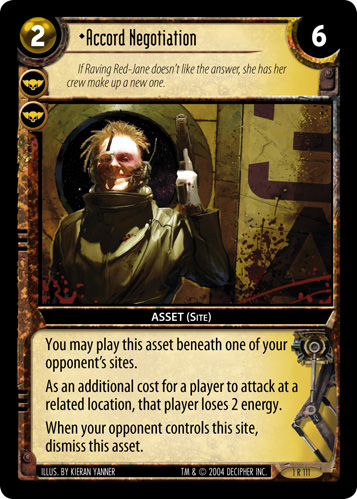 2 •Accord Negotiation 6
If Raving Red-Jane doesn't like the answer, she has her
crew make up a new one.
ASSET (SITE)
You may play this asset beneath one of your
opponent's sites.
As an additional cost for a player to attack at a
related location, that player loses 2 energy.
When your opponent controls this site,
dismiss this asset.
ILLUS. BY KIERAN YANNER TM & © 2004 DECIPHER INC. 1 R 111